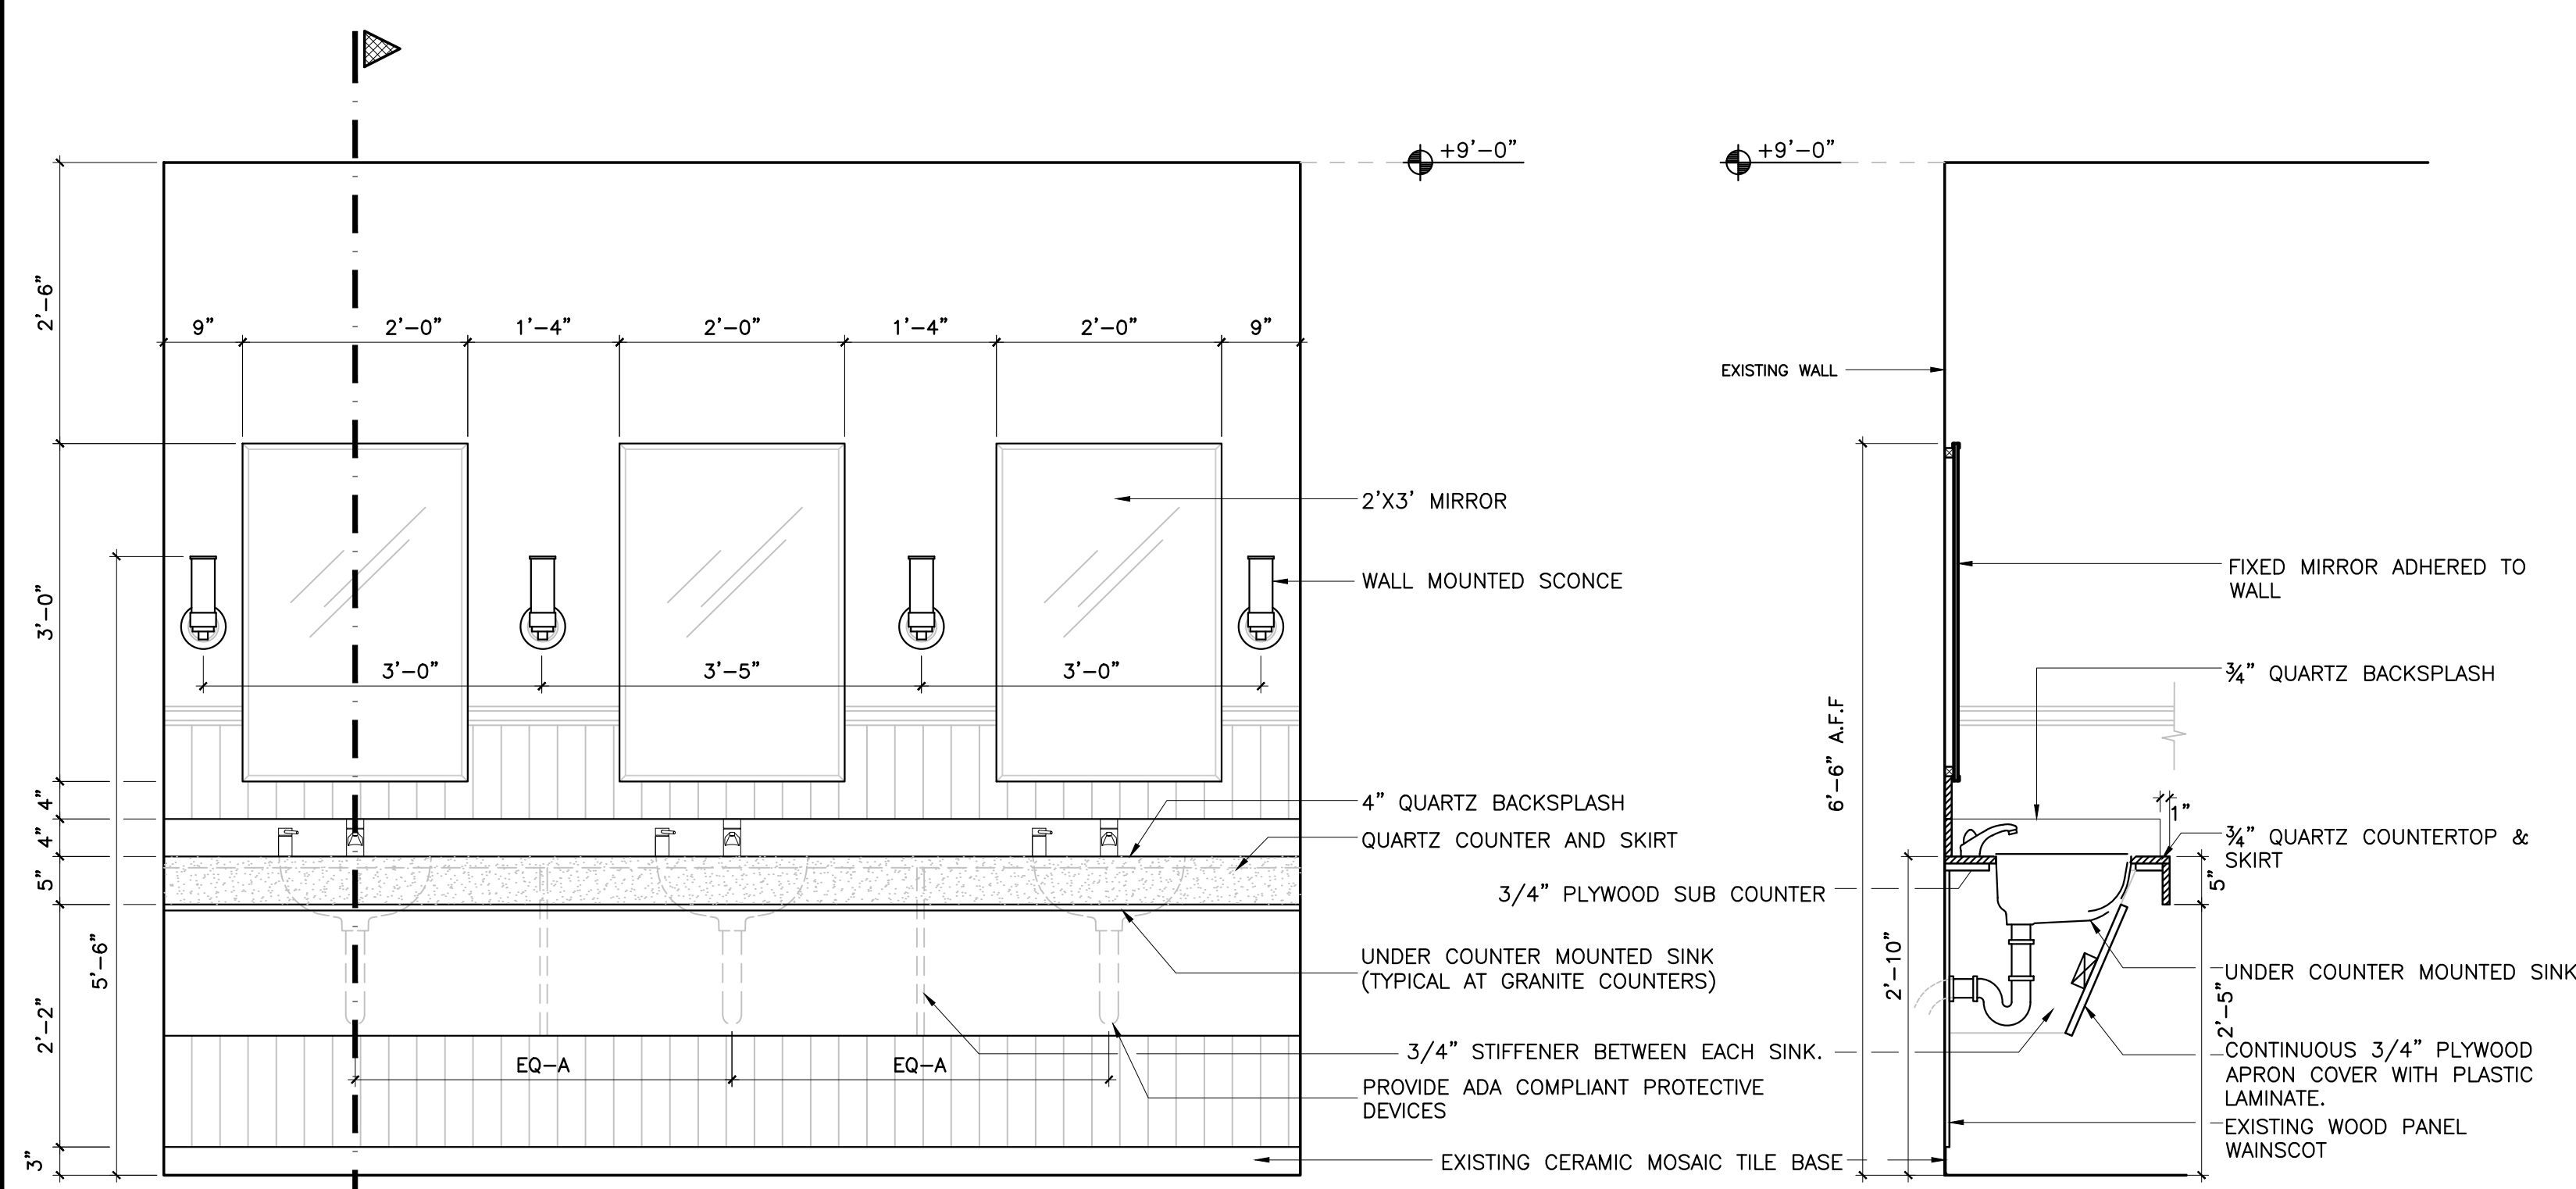 +9'-0"
+9'-0"
2'-6"
9"
2'-0"
1'-4"
2'-0"
1'-4"
2'-0"
9"
EXISTING WALL
2'X3' MIRROR
WALL MOUNTED SCONCE
FIXED MIRROR ADHERED TO
WALL
3'-0"
3'-0"
3'-5"
3'-0"
¾" QUARTZ BACKSPLASH
6'-6" A.F.F
4"
4" QUARTZ BACKSPLASH
1"
4"
QUARTZ COUNTER AND SKIRT
¾" QUARTZ COUNTERTOP &
SKIRT
5"
3/4" PLYWOOD SUB COUNTER
5"
5'-6"
UNDER COUNTER MOUNTED SINK
(TYPICAL AT GRANITE COUNTERS)
2'-10"
UNDER COUNTER MOUNTED SINK
2'-5"
2'-2"
EQ-A
EQ-A
3/4" STIFFENER BETWEEN EACH SINK.
CONTINUOUS 3/4" PLYWOOD
APRON COVER WITH PLASTIC
LAMINATE.
PROVIDE ADA COMPLIANT PROTECTIVE
DEVICES
EXISTING WOOD PANEL
WAINSCOT
3"
EXISTING CERAMIC MOSAIC TILE BASE